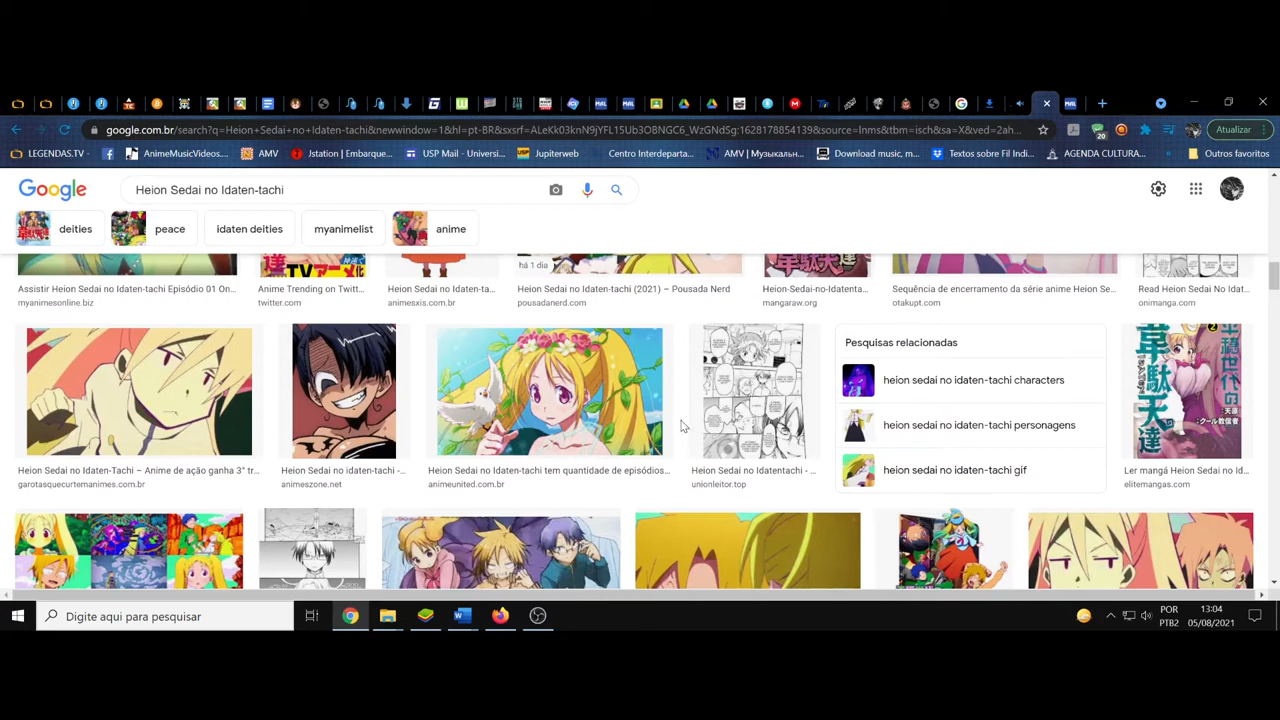 google.com.br/search?q=Heion+Sedai+no+Idaten-tachi&newwindow=1&hl=pt-BR&sxsrf=ALeKk03knN9jYFL15Ub3OBNGC6_WzGNdSg:1628178854139&source=lnms&tbm=isch&sa=X&ved=2ah...
20
Atualizar
LEGENDAS.TV
AnimeMusicVideos....
AMV
Jstation | Embarque...
USP Mail - Universi...
Jupiterweb
Centro Interdeparta...
AMV | Музыкальн...
Download music, m...
Textos sobre Fil Indi...
AGENDA CULTURA...
Outros favoritos
Google
Heion Sedai no Idaten-tachi
deities
peace
idaten deities
myanimelist
anime
há 1 dia
Assistir Heion Sedai no Idaten-tachi Episódio 01 On...
myanimesonline.biz
Anime Trending on Twitt...
twitter.com
Heion Sedai no Idaten-ta...
animesxis.com.br
Heion Sedai no Idaten-tachi (2021) – Pousada Nerd
pousadanerd.com
Heion-Sedai-no-Idatenta...
mangaraw.org
Sequência de encerramento da série anime Heion Se...
otakupt.com
Read Heion Sedai No Idat...
onimanga.com
Heion Sedai no Idaten-Tachi – Anime de ação ganha 3° tr...
garotasquecurtemanimes.com.br
Heion Sedai no idaten-tachi -...
animeszone.net
Heion Sedai no Idaten-tachi tem quantidade de episódios...
animeunited.com.br
Heion Sedai no Idatentachi - ...
unionleitor.top
Pesquisas relacionadas
heion sedai no idaten-tachi characters
heion sedai no idaten-tachi personagens
heion sedai no idaten-tachi gif
Ler mangá Heion Sedai no Id...
elitemangas.com
Digite aqui para pesquisar
POR
PTB2
13:04
05/08/2021